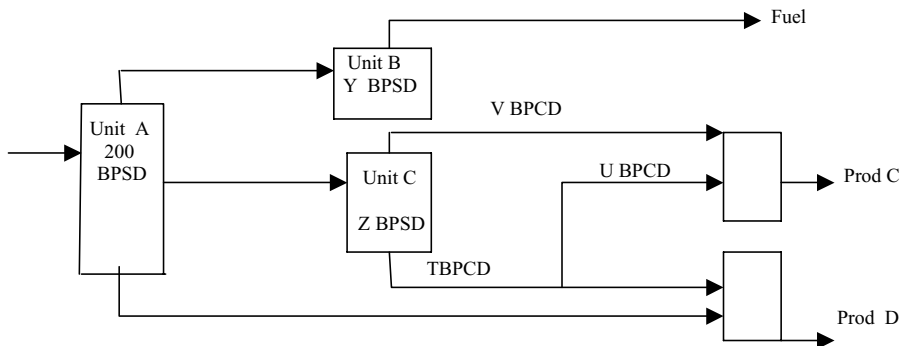 Fuel
Unit B
Y BPSD
V BPCD
Unit A
200
BPSD
Unit C
Z BPSD
U BPCD
Prod C
TBPCD
Prod D